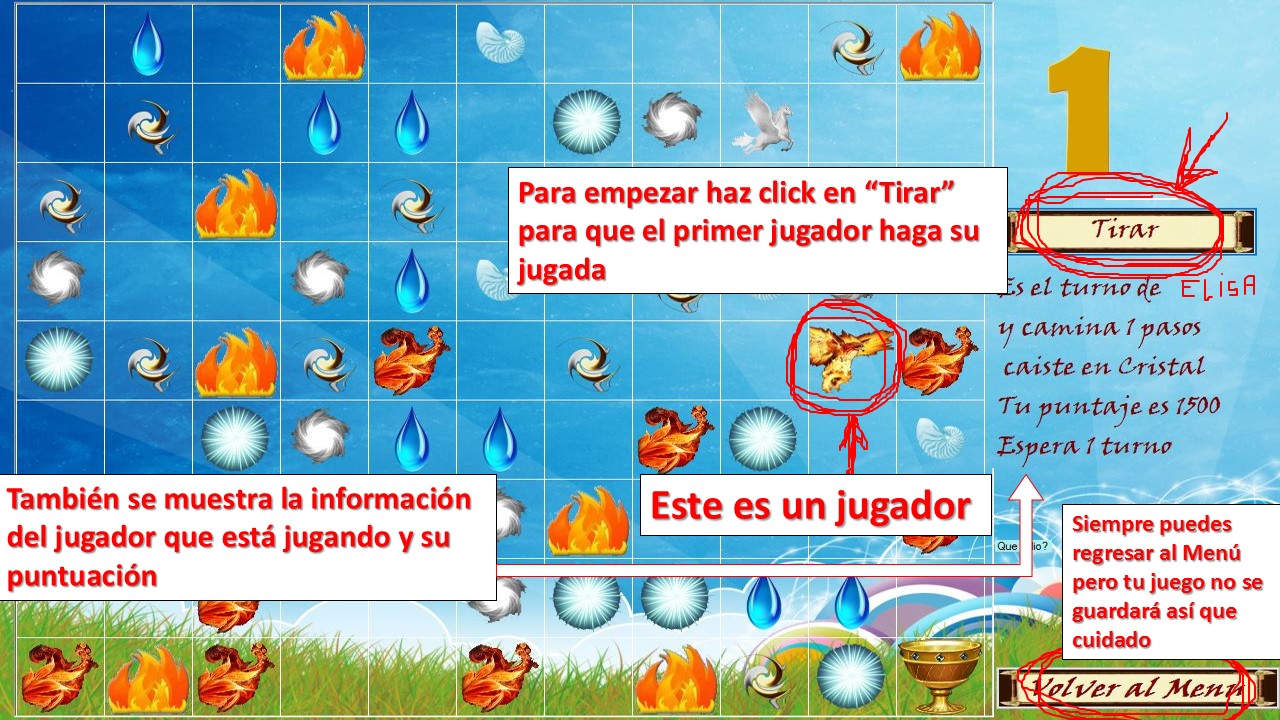 1
Para empezar haz click en “Tirar”
para que el primer jugador haga su
jugada
Tirar
Es el turno de ELISA
y camina 1 pasos
caiste en Cristal
Tu puntaje es 1500
Espera 1 turno
También se muestra la información
del jugador que está jugando y su
puntuación
Este es un jugador
Siempre puedes
regresar al Menú
pero tu juego no se
guardará así que
cuidado
Volver al Menú